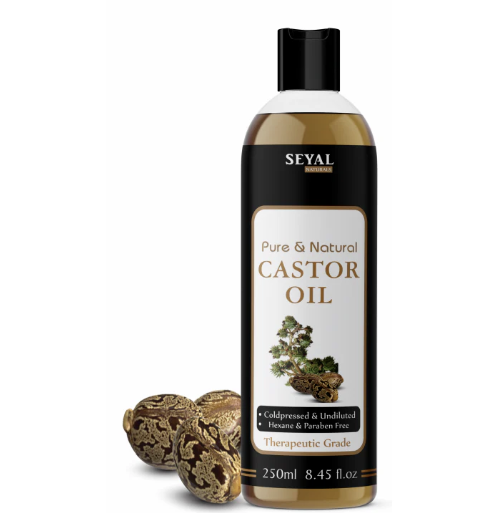 SEYAL
NATURALS
Pure & Natural
CASTOR
OIL
• Coldpressed & Undiluted
• Hexane & Paraben Free
Therapeutic Grade
250ml 8.45 fl.oz